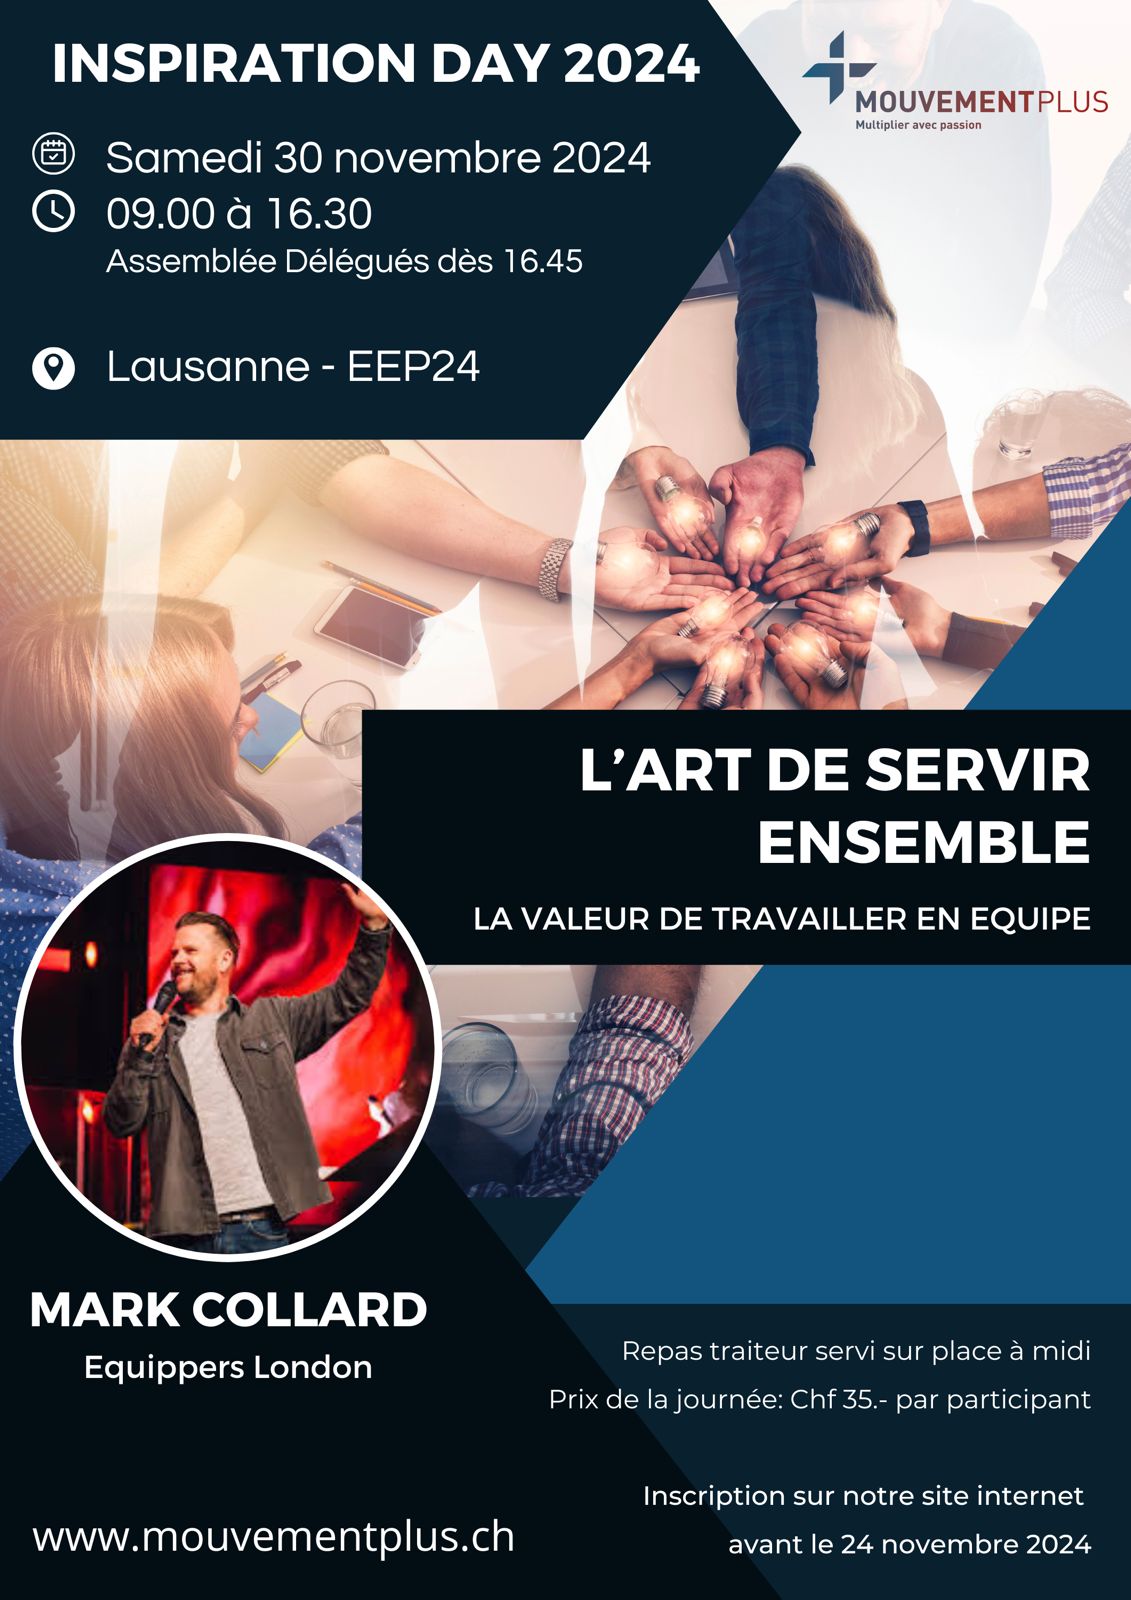 INSPIRATION DAY 2024
MOUVEMENTPLUS
Multiplier avec passion
Samedi 30 novembre 2024
09.00 à 16.30
Assemblée Délégués dès 16.45
Lausanne - EEP24
L'ART DE SERVIR
ENSEMBLE
LA VALEUR DE TRAVAILLER EN EQUIPE
MARK COLLARD
Equippers London
Repas traiteur servi sur place à midi
Prix de la journée: Chf 35.- par participant
Inscription sur notre site internet
avant le 24 novembre 2024
www.mouvementplus.ch